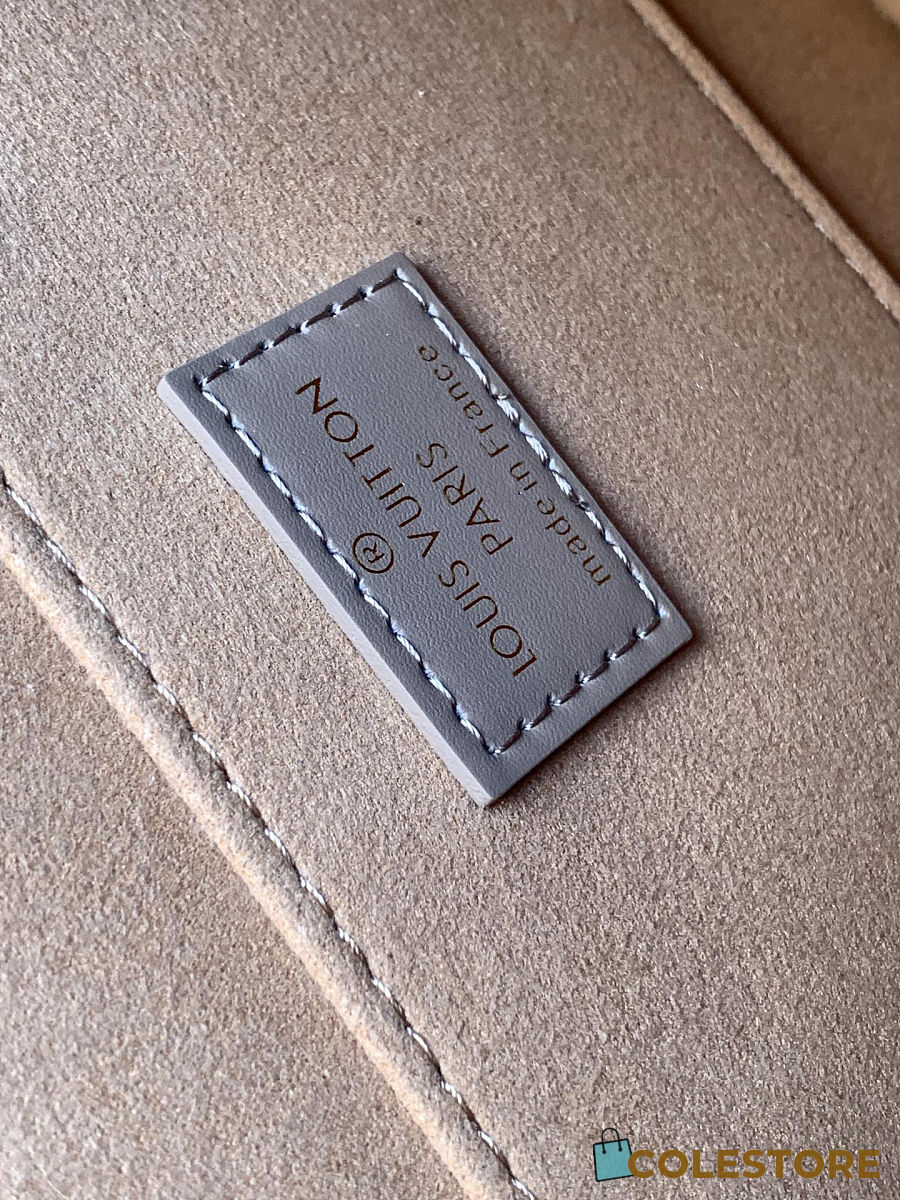 ®
LOUIS VUITTON
PARIS
made in France
COLESTORE